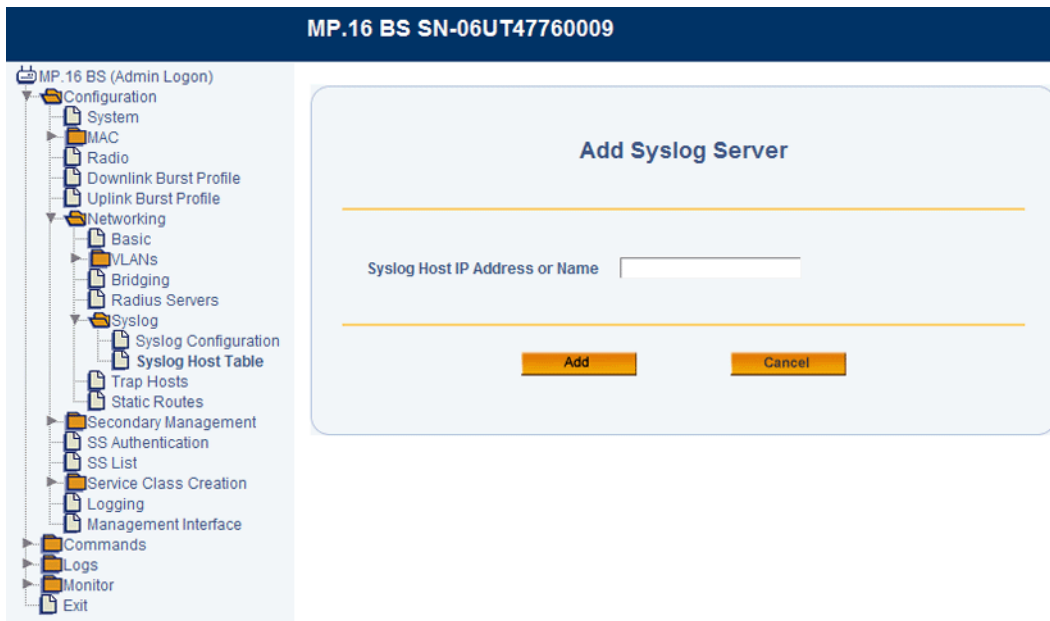 MP.16 BS SN-06UT47760009
MP.16 BS (Admin Logon)
Configuration
System
MAC
Radio
Downlink Burst Profile
Uplink Burst Profile
Networking
Basic
VLANs
Bridging
Radius Servers
Syslog
Syslog Configuration
Syslog Host Table
Trap Hosts
Static Routes
Secondary Management
SS Authentication
SS List
Service Class Creation
Logging
Management Interface
Commands
Logs
Monitor
Exit
Add Syslog Server
Syslog Host IP Address or Name
Add Cancel